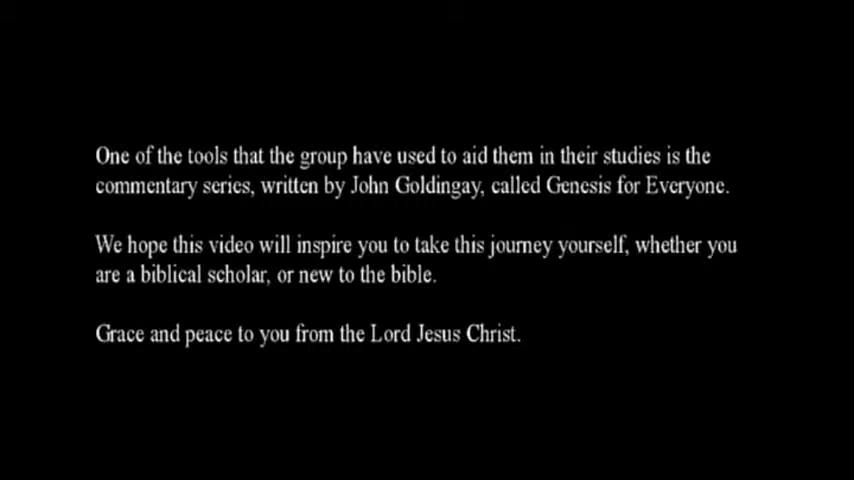 One of the tools that the group have used to aid them in their studies is the
commentary series, written by John Goldingay, called Genesis for Everyone.
We hope this video will inspire you to take this journey yourself, whether you
are a biblical scholar, or new to the bible.
Grace and peace to you from the Lord Jesus Christ.